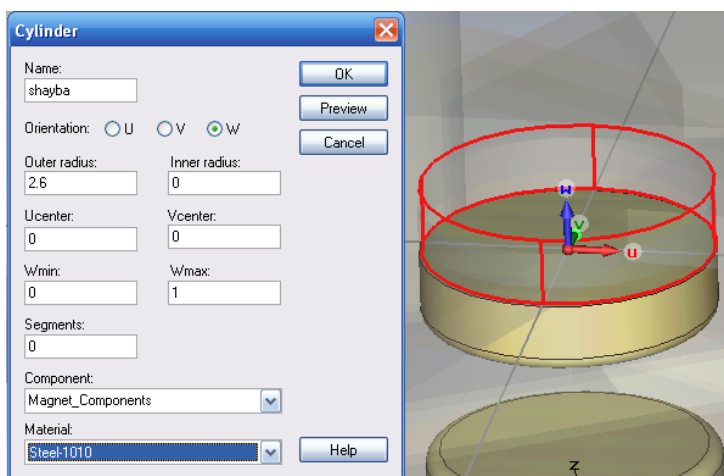 Cylinder
Name:
OK
shayba
Preview
Orientation: U V W
Cancel
Outer radius: Inner radius:
2.6 0
Ucenter: Vcenter:
0 0
Wmin: Wmax:
0 1
Segments:
0
Component:
Magnet_Components
Material:
Steel-1010 Help
W
V
U
Z